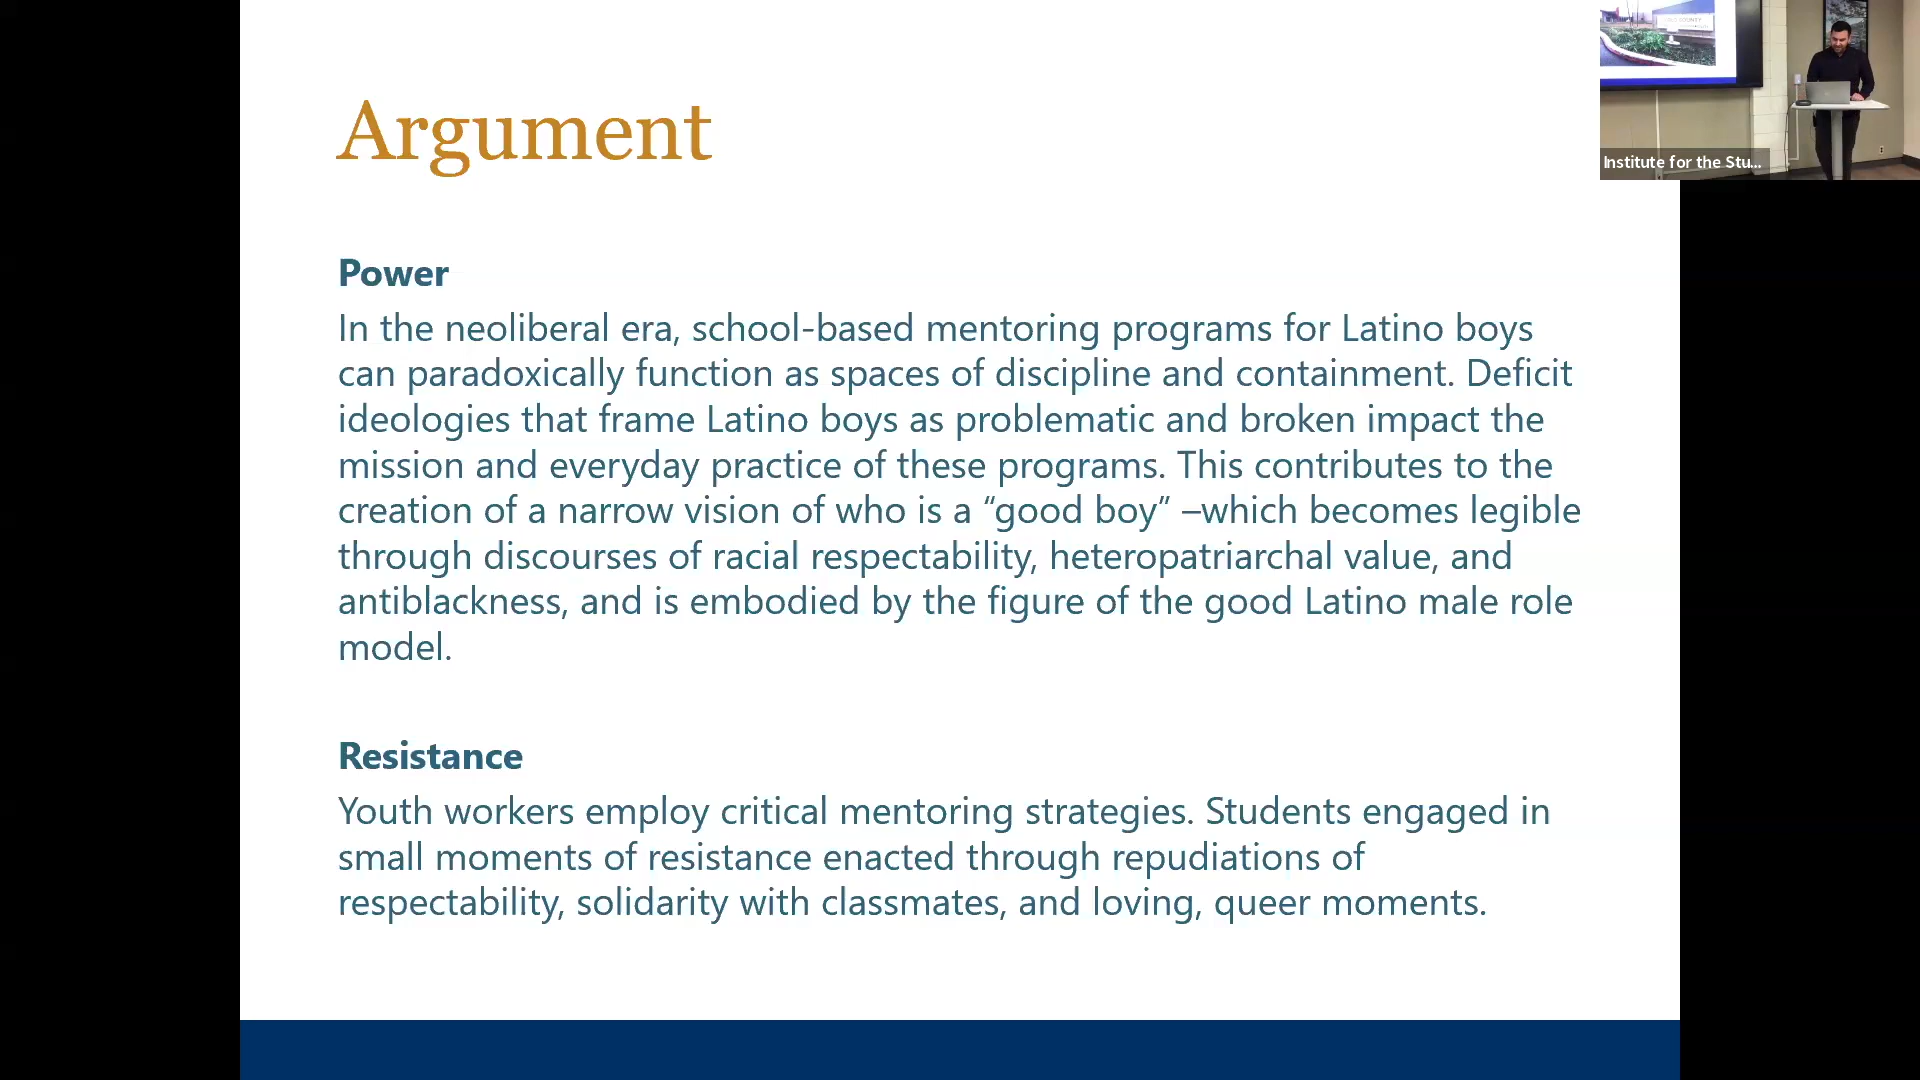 Argument
Power
In the neoliberal era, school-based mentoring programs for Latino boys
can paradoxically function as spaces of discipline and containment. Deficit
ideologies that frame Latino boys as problematic and broken impact the
mission and everyday practice of these programs. This contributes to the
creation of a narrow vision of who is a “good boy” –which becomes legible
through discourses of racial respectability, heteropatriarchal value, and
antiblackness, and is embodied by the figure of the good Latino male role
model.
Resistance
Youth workers employ critical mentoring strategies. Students engaged in
small moments of resistance enacted through repudiations of
respectability, solidarity with classmates, and loving, queer moments.
Institute for the Stu...